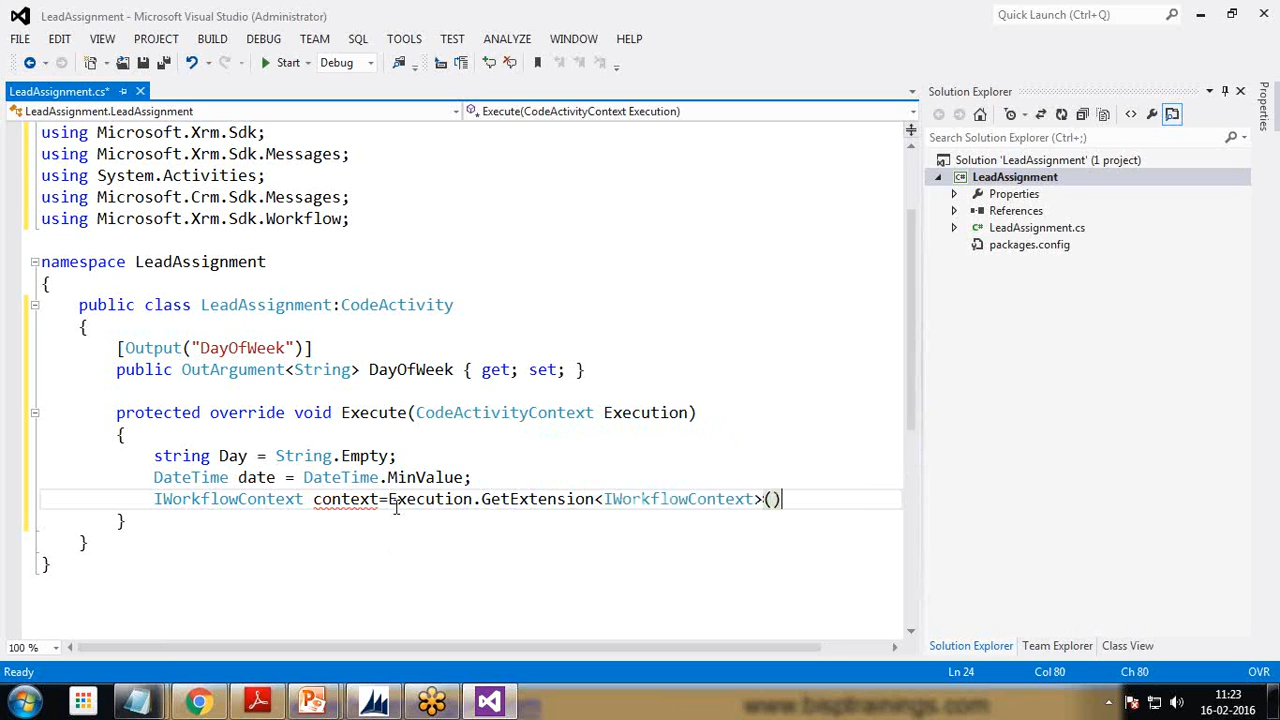 LeadAssignment - Microsoft Visual Studio (Administrator)
Quick Launch (Ctrl+Q)
FILE EDIT VIEW PROJECT BUILD DEBUG TEAM SQL TOOLS TEST ANALYZE WINDOW HELP
Start Debug
LeadAssignment.cs*
LeadAssignment.LeadAssignment
Execute(CodeActivityContext Execution)
using Microsoft.Xrm.Sdk;
using Microsoft.Xrm.Sdk.Messages;
using System.Activities;
using Microsoft.Crm.Sdk.Messages;
using Microsoft.Xrm.Sdk.Workflow;
namespace LeadAssignment
{
public class LeadAssignment:CodeActivity
{
[Output("DayOfWeek")]
public OutArgument<String> DayOfWeek { get; set; }
protected override void Execute(CodeActivityContext Execution)
{
string Day = String.Empty;
DateTime date = DateTime.MinValue;
IWorkflowContext context=Execution.GetExtension<IWorkflowContext>()
}
}
}
100 %
Solution Explorer
Search Solution Explorer (Ctrl+;)
Solution 'LeadAssignment' (1 project)
LeadAssignment
Properties
References
LeadAssignment.cs
packages.config
Solution Explorer Team Explorer Class View
Properties
Ready
Ln 24
Col 80
Ch 80
OVR
www.bisptrainings.com
11:23
16-02-2016